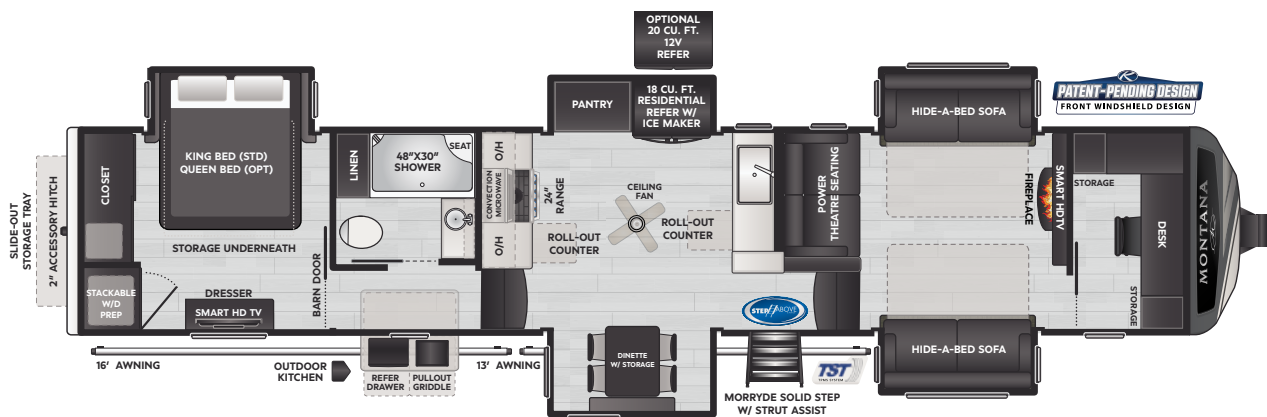 OPTIONAL
20 CU. FT.
12V
REFER
PATENT-PENDING DESIGN
FRONT WINDSHIELD DESIGN
PANTRY
18 CU. FT.
RESIDENTIAL
REFER W/
ICE MAKER
HIDE-A-BED SOFA
SLIDE-OUT
STORAGE TRAY
2" ACCESSORY HITCH
CLOSET
KING BED (STD)
QUEEN BED (OPT)
STORAGE UNDERNEATH
LINEN
48"X30"
SHOWER
SEAT
O/H
CONVECTION
MICROWAVE
O/H
24"
RANGE
CEILING
FAN
ROLL-OUT
COUNTER
ROLL-OUT
COUNTER
POWER
THEATRE SEATING
FIREPLACE
SMART HDTV
STORAGE
DESK
STORAGE
MONTANA
STACKABLE
W/D
PREP
DRESSER
SMART HD TV
BARN DOOR
STEPABOVE
16' AWNING
OUTDOOR
KITCHEN
REFER
DRAWER
PULLOUT
GRIDDLE
13' AWNING
DINETTE
W/ STORAGE
MORRYDE SOLID STEP
W/ STRUT ASSIST
TST
TPMS SYSTEM
HIDE-A-BED SOFA